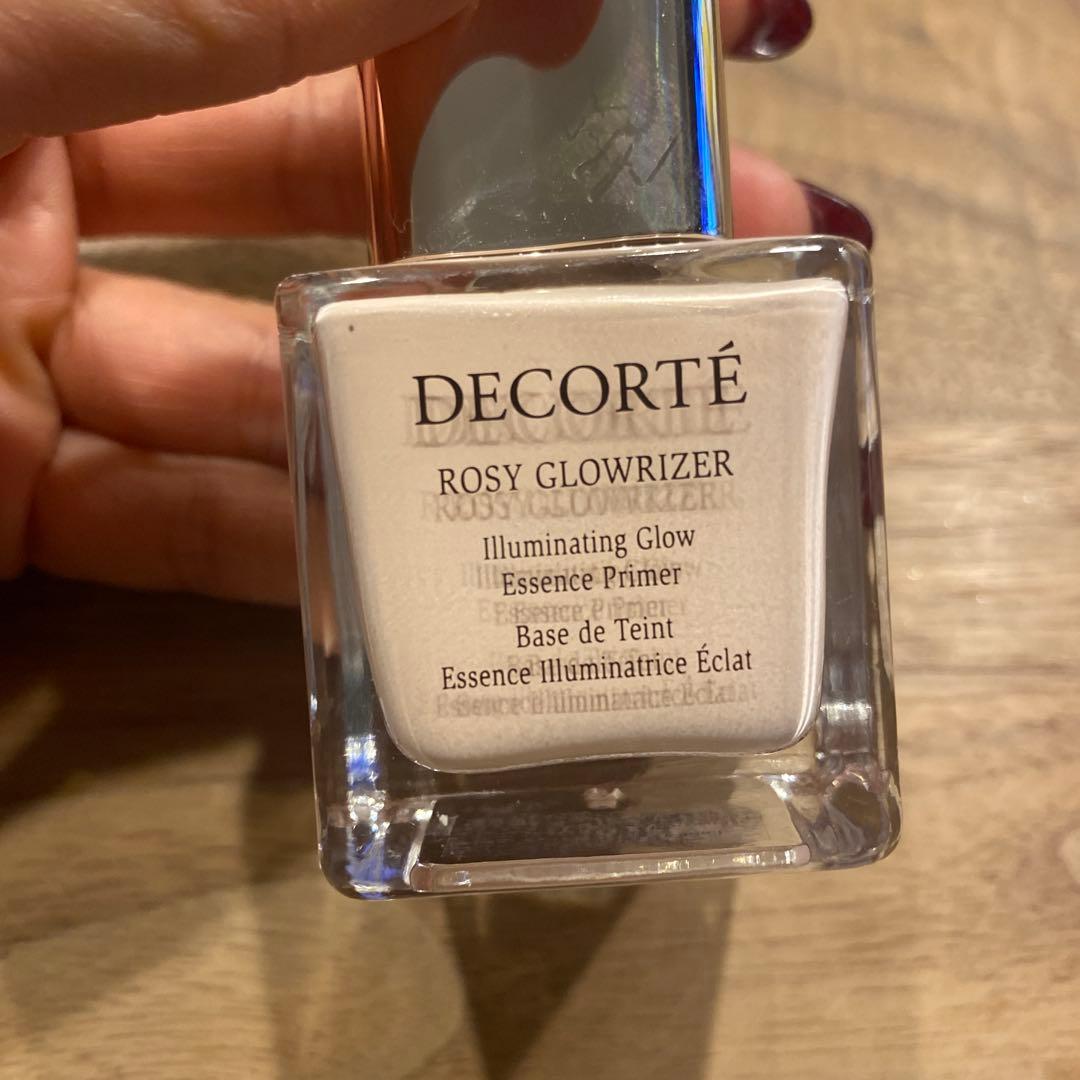 DECORTÉ
ROSY GLOWRIZER
Illuminating Glow
Essence Primer
Base de Teint
Essence Illuminatrice Éclat